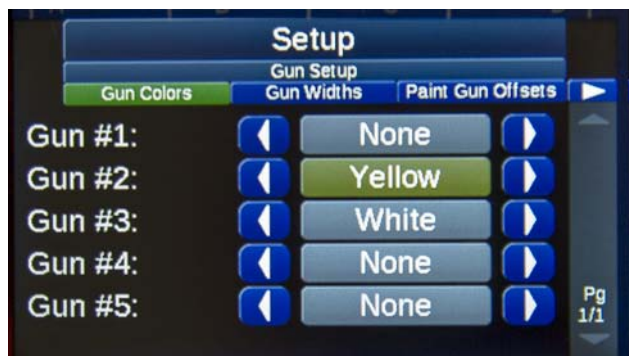 Setup
Gun Setup
Gun Colors Gun Widths Paint Gun Offsets
Gun #1: None
Gun #2: Yellow
Gun #3: White
Gun #4: None
Gun #5: None
Pg
1/1